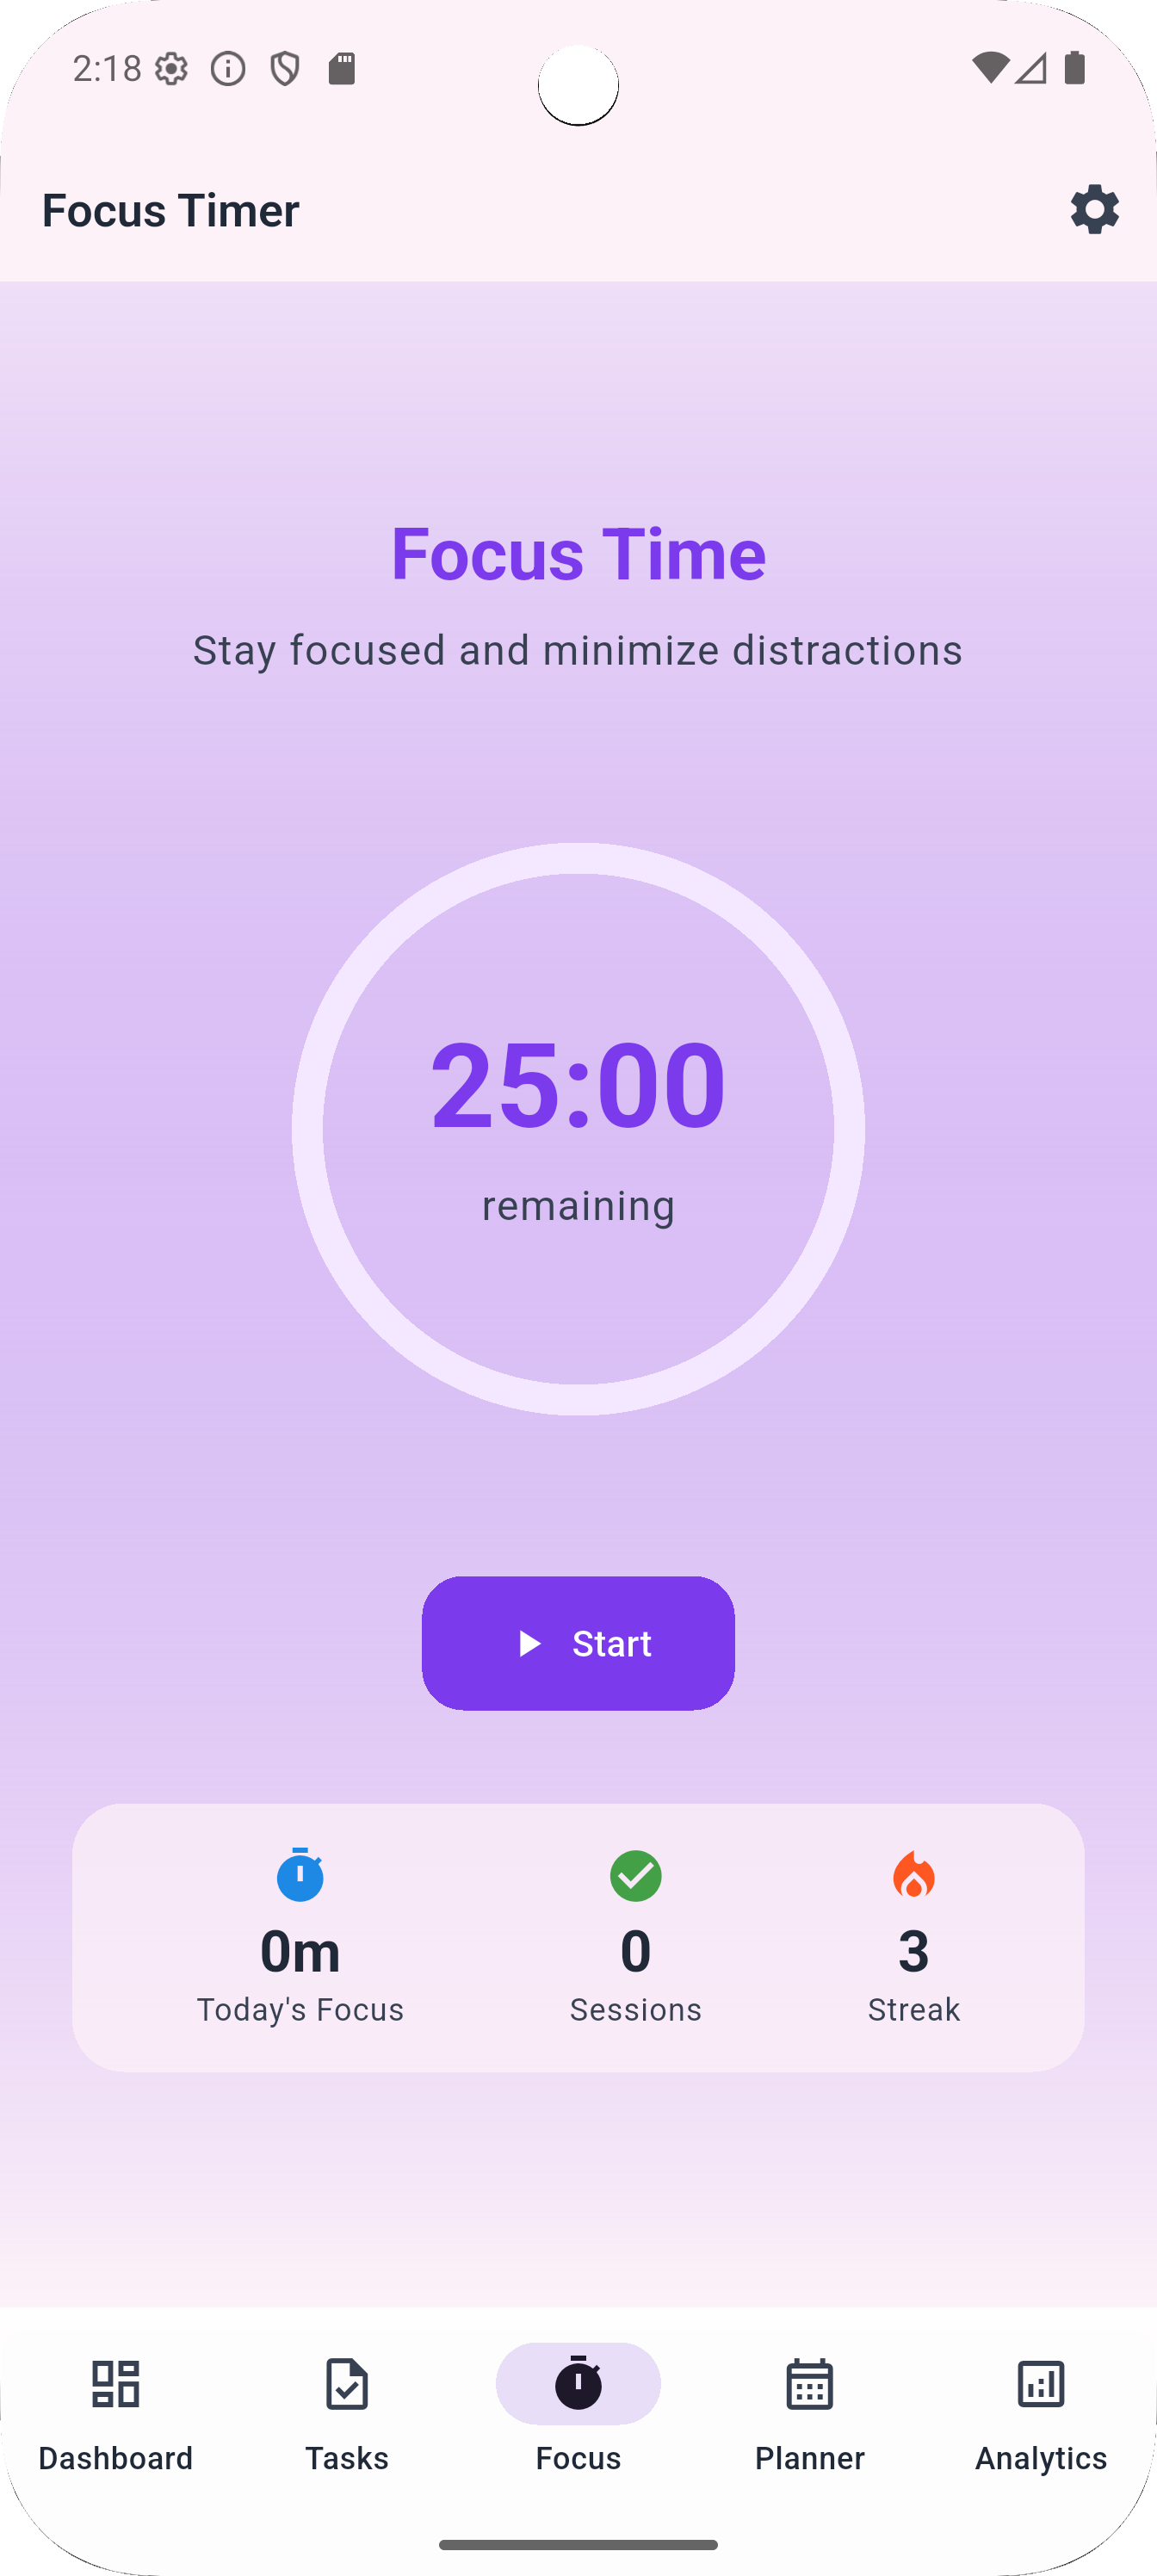 2:18
Focus Timer
Focus Time
Stay focused and minimize distractions
25:00
remaining
Start
0m 0 3
Today's Focus Sessions Streak
Dashboard Tasks Focus Planner Analytics